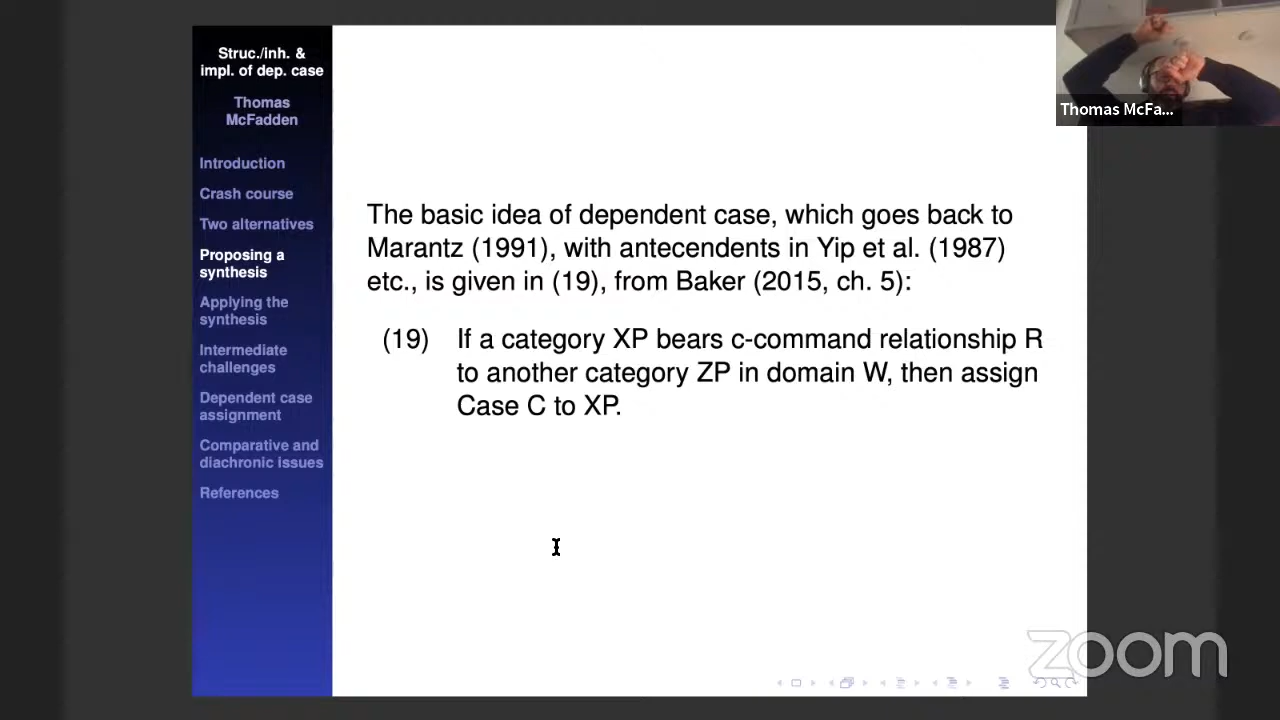 Struc./inh. &
impl. of dep. case
Thomas
McFadden
Introduction
Crash course
Two alternatives
Proposing a
synthesis
Applying the
synthesis
Intermediate
challenges
Dependent case
assignment
Comparative and
diachronic issues
References
The basic idea of dependent case, which goes back to
Marantz (1991), with antecendents in Yip et al. (1987)
etc., is given in (19), from Baker (2015, ch. 5):
(19) If a category XP bears c-command relationship R
to another category ZP in domain W, then assign
Case C to XP.
Thomas McFa...
zoom